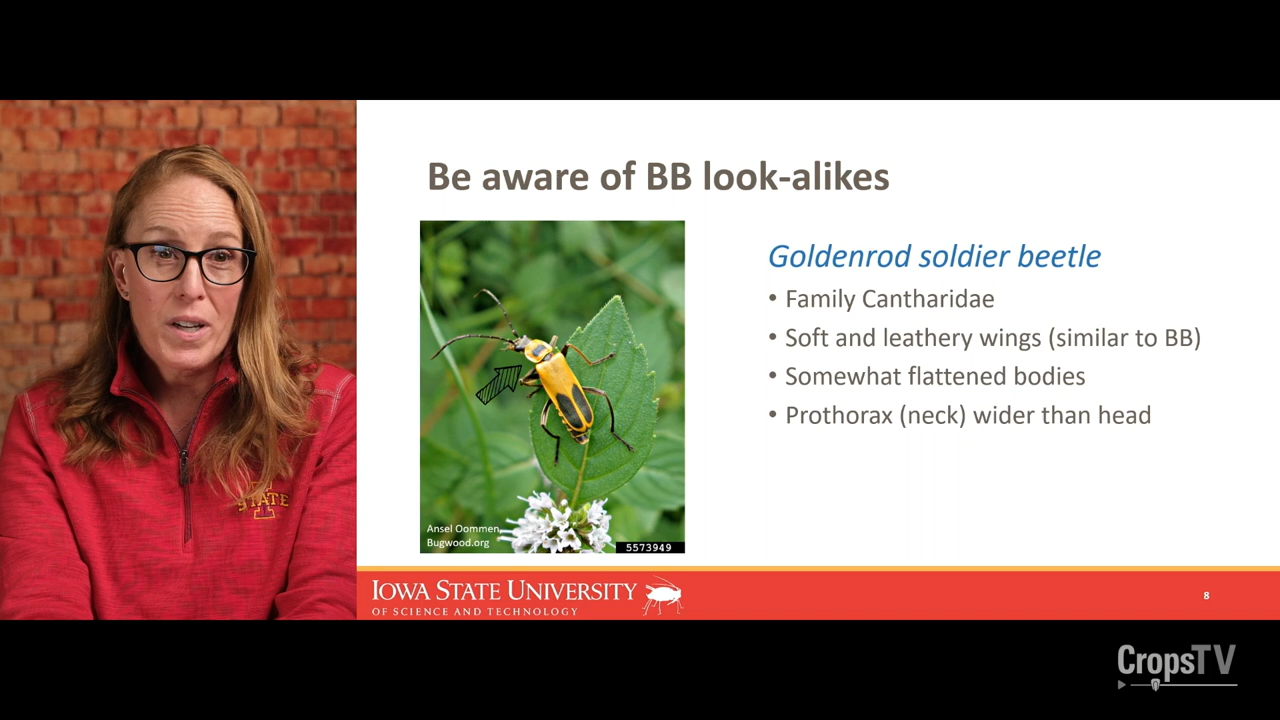 Be aware of BB look-alikes
Goldenrod soldier beetle
• Family Cantharidae
• Soft and leathery wings (similar to BB)
• Somewhat flattened bodies
• Prothorax (neck) wider than head
Ansel Oommen,
Bugwood.org
5573949
STATE
IOWA STATE UNIVERSITY
OF SCIENCE AND TECHNOLOGY
8
CropsTV